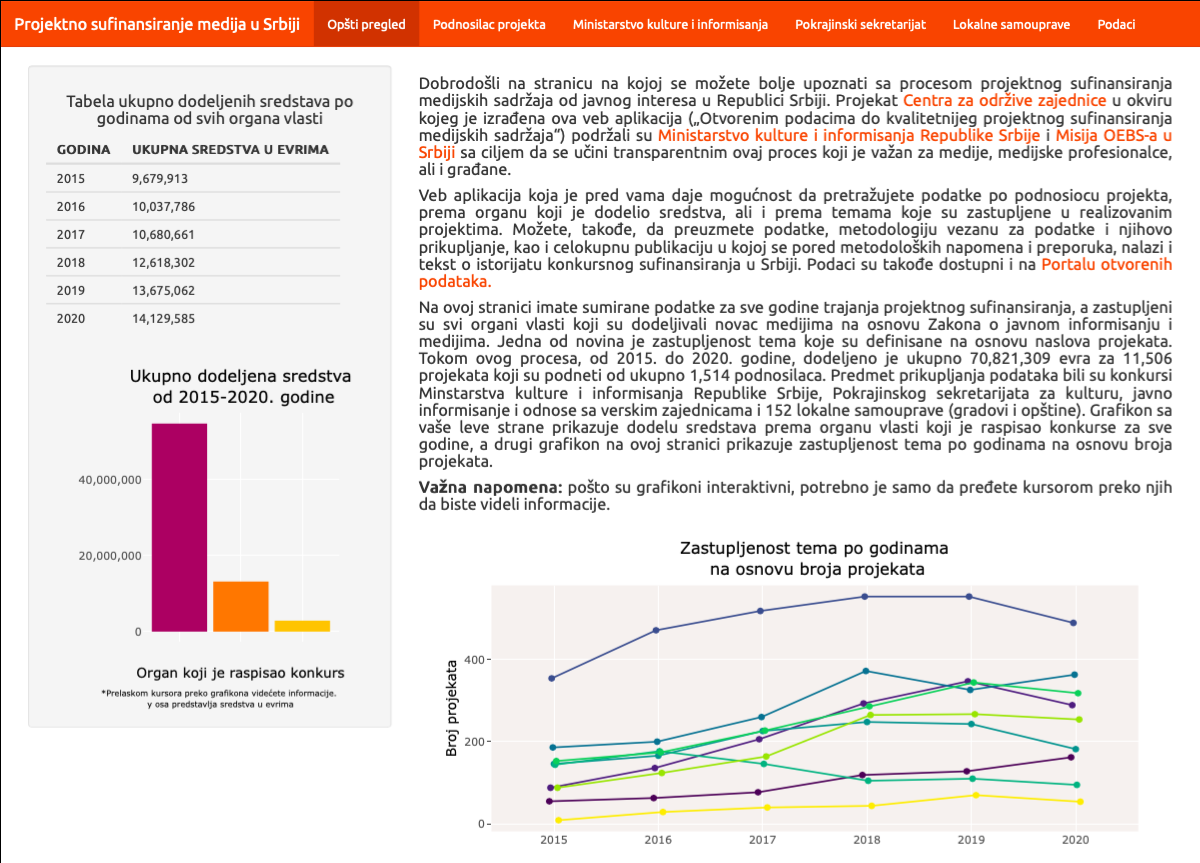 Projektno sufinansiranje medija u Srbiji
Opšti pregled
Podnosilac projekta
Ministarstvo kulture i informisanja
Pokrajinski sekretarijat
Lokalne samouprave
Podaci
Tabela ukupno dodeljenih sredstava po
godinama od svih organa vlasti
GODINA UKUPNA SREDSTVA U EVRIMA
2015 9,679,913
2016 10,037,786
2017 10,680,661
2018 12,618,302
2019 13,675,062
2020 14,129,585
Ukupno dodeljena sredstva
od 2015-2020. godine
40,000,000
20,000,000
0
Organ koji je raspisao konkurs
*Prelaskom kursora preko grafikona videćete informacije.
y osa predstavlja sredstva u evrima
Dobrodošli na stranicu na kojoj se možete bolje upoznati sa procesom projektnog sufinansiranja
medijskih sadržaja od javnog interesa u Republici Srbiji. Projekat Centra za održive zajednice u okviru
kojeg je izrađena ova veb aplikacija („Otvorenim podacima do kvalitetnijeg projektnog sufinansiranja
medijskih sadržaja“) podržali su Ministarstvo kulture i informisanja Republike Srbije i Misija OEBS-a u
Srbiji sa ciljem da se učini transparentnim ovaj proces koji je važan za medije, medijske profesionalce,
ali i građane.
Veb aplikacija koja je pred vama daje mogućnost da pretražujete podatke po podnosiocu projekta,
prema organu koji je dodelio sredstva, ali i prema temama koje su zastupljene u realizovanim
projektima. Možete, takođe, da preuzmete podatke, metodologiju vezanu za podatke i njihovo
prikupljanje, kao i celokupnu publikaciju u kojoj se pored metodoloških napomena i preporuka, nalazi i
tekst o istorijatu konkursnog sufinansiranja u Srbiji. Podaci su takođe dostupni i na Portalu otvorenih
podataka.
Na ovoj stranici imate sumirane podatke za sve godine trajanja projektnog sufinansiranja, a zastupljeni
su svi organi vlasti koji su dodeljivali novac medijima na osnovu Zakona o javnom informisanju i
medijima. Jedna od novina je zastupljenost tema koje su definisane na osnovu naslova projekata.
Tokom ovog procesa, od 2015. do 2020. godine, dodeljeno je ukupno 70,821,309 evra za 11,506
projekata koji su podneti od ukupno 1,514 podnosilaca. Predmet prikupljanja podataka bili su konkursi
Minstarstva kulture i informisanja Republike Srbije, Pokrajinskog sekretarijata za kulturu, javno
informisanje i odnose sa verskim zajednicama i 152 lokalne samouprave (gradovi i opštine). Grafikon sa
vaše leve strane prikazuje dodelu sredstava prema organu vlasti koji je raspisao konkurse za sve
godine, a drugi grafikon na ovoj stranici prikazuje zastupljenost tema po godinama na osnovu broja
projekata.
Važna napomena: pošto su grafikoni interaktivni, potrebno je samo da pređete kursorom preko njih
da biste videli informacije.
Zastupljenost tema po godinama
na osnovu broja projekata
Broj projekata
400
200
0
2015 2016 2017 2018 2019 2020